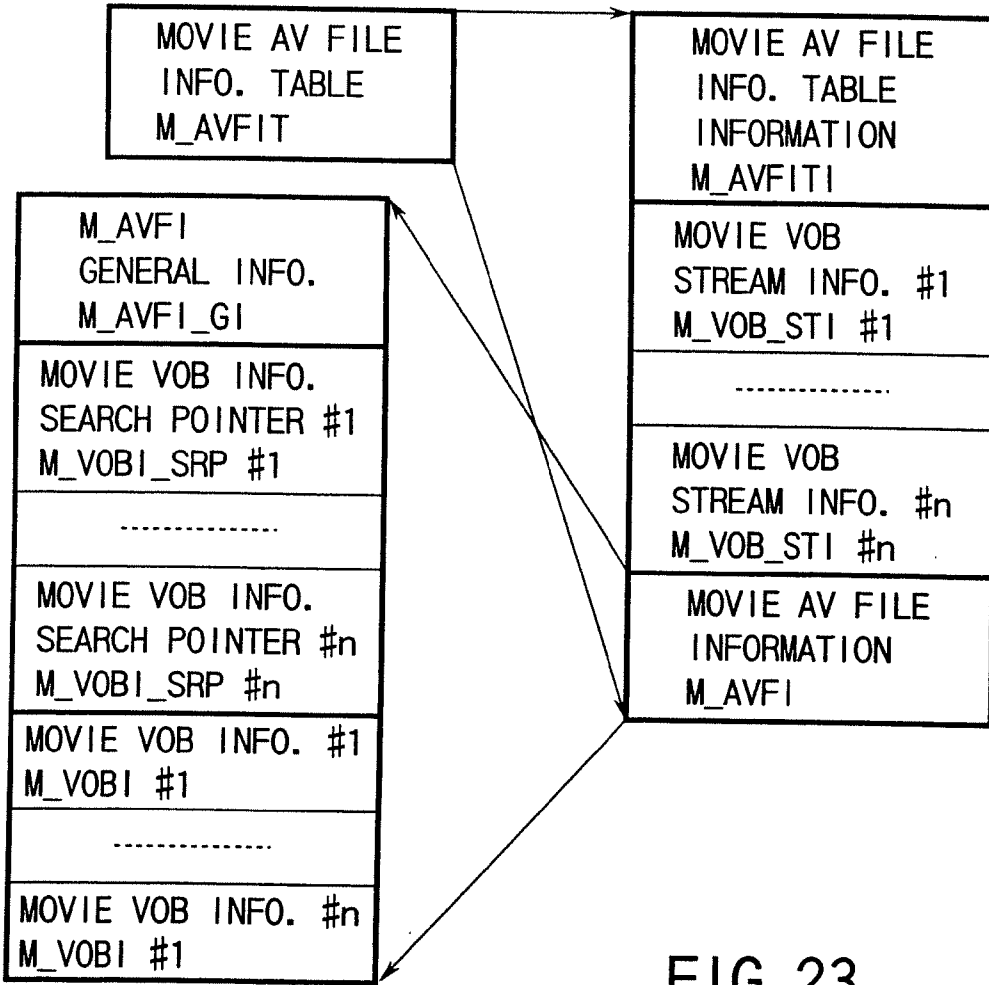 MOVIE AV FILE
INFO. TABLE
M_AVFIT
MOVIE AV FILE
INFO. TABLE
INFORMATION
M_AVFITI
MOVIE VOB
STREAM INFO. #1
M_VOB_STI #1
MOVIE VOB
STREAM INFO. #n
M_VOB_STI #n
MOVIE AV FILE
INFORMATION
M_AVFI
M_AVFI
GENERAL INFO.
M_AVFI_GI
MOVIE VOB INFO.
SEARCH POINTER #1
M_VOBI_SRP #1
MOVIE VOB INFO.
SEARCH POINTER #n
M_VOBI_SRP #n
MOVIE VOB INFO. #1
M_VOBI #1
MOVIE VOB INFO. #n
M_VOBI #1
FIG. 23